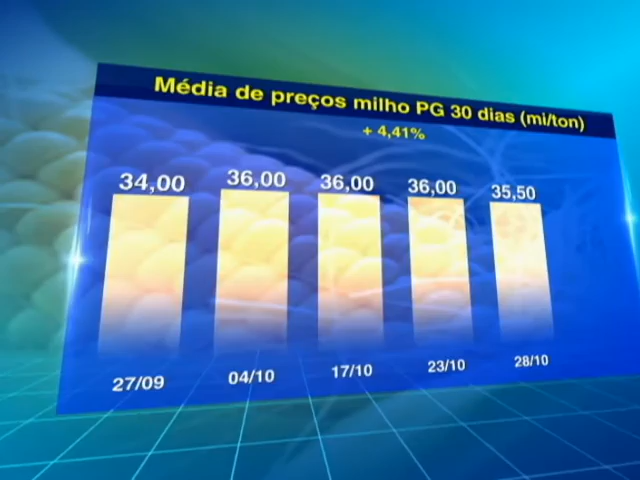 Média de preços milho PG 30 dias (mi/ton)
+ 4,41%
34,00 36,00 36,00 36,00 35,50
27/09 04/10 17/10 23/10 28/10